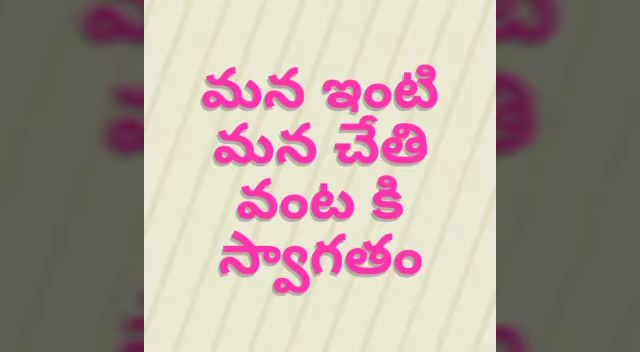 మన ఇంటి
మన చేతి
వంట కి
స్వాగతం